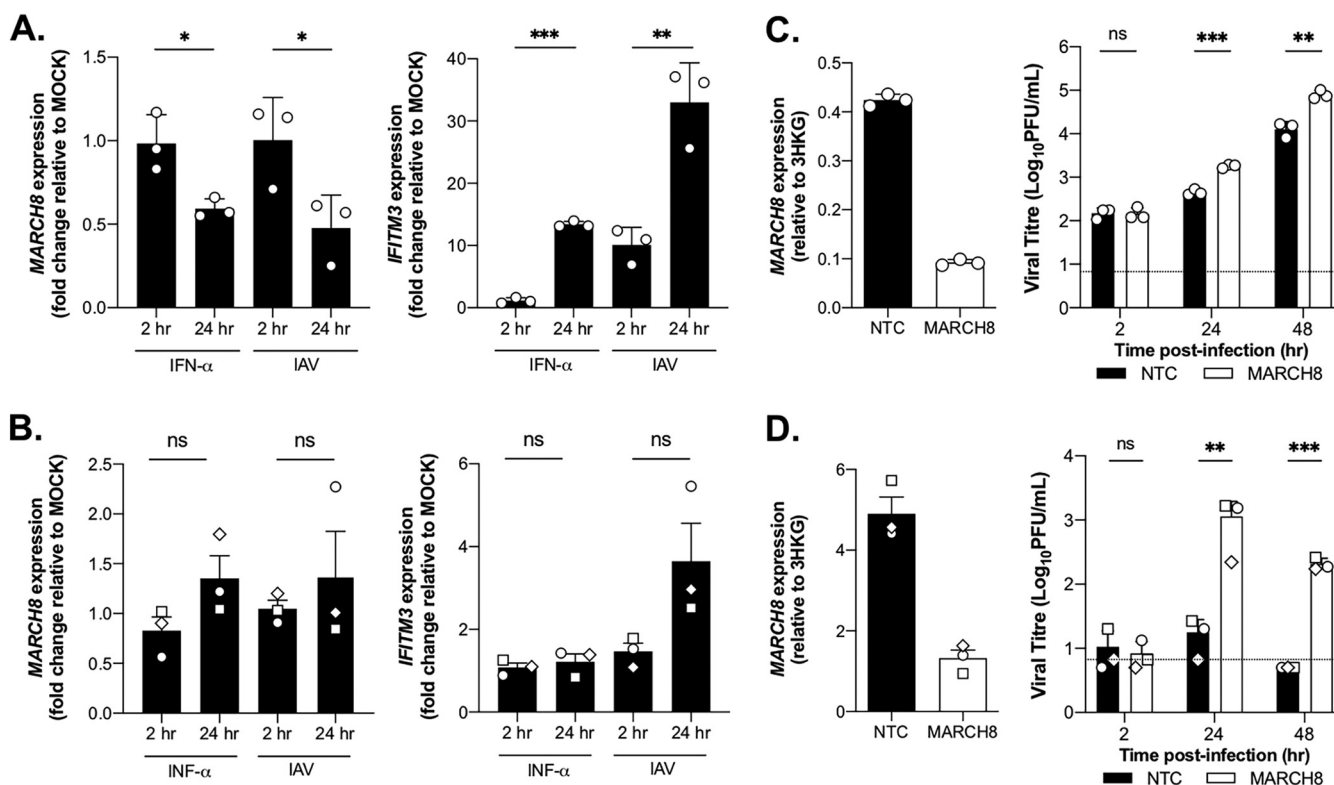 A.
MARCH8 expression
(fold change relative to MOCK)
1.5
1.0
0.5
0.0
*
*
2 hr 24 hr 2 hr 24 hr
IFN-α IAV
IFITM3 expression
(fold change relative to MOCK)
40
30
20
10
0
***
**
2 hr 24 hr 2 hr 24 hr
IFN-α IAV
C.
MARCH8 expression
(relative to 3HKG)
0.5
0.4
0.3
0.2
0.1
0.0
NTC MARCH8
Viral Titre (Log10PFU/mL)
6
5
4
3
2
1
0
ns
***
**
2 24 48
Time post-infection (hr)
NTC MARCH8
B.
MARCH8 expression
(fold change relative to MOCK)
2.5
2.0
1.5
1.0
0.5
0.0
ns
ns
2 hr 24 hr 2 hr 24 hr
INF-α IAV
IFITM3 expression
(fold change relative to MOCK)
6
4
2
0
ns
ns
2 hr 24 hr 2 hr 24 hr
INF-α IAV
D.
MARCH8 expression
(relative to 3HKG)
6
4
2
0
NTC MARCH8
Viral Titre (Log10PFU/mL)
4
3
2
1
0
ns
**
***
2 24 48
Time post-infection (hr)
NTC MARCH8